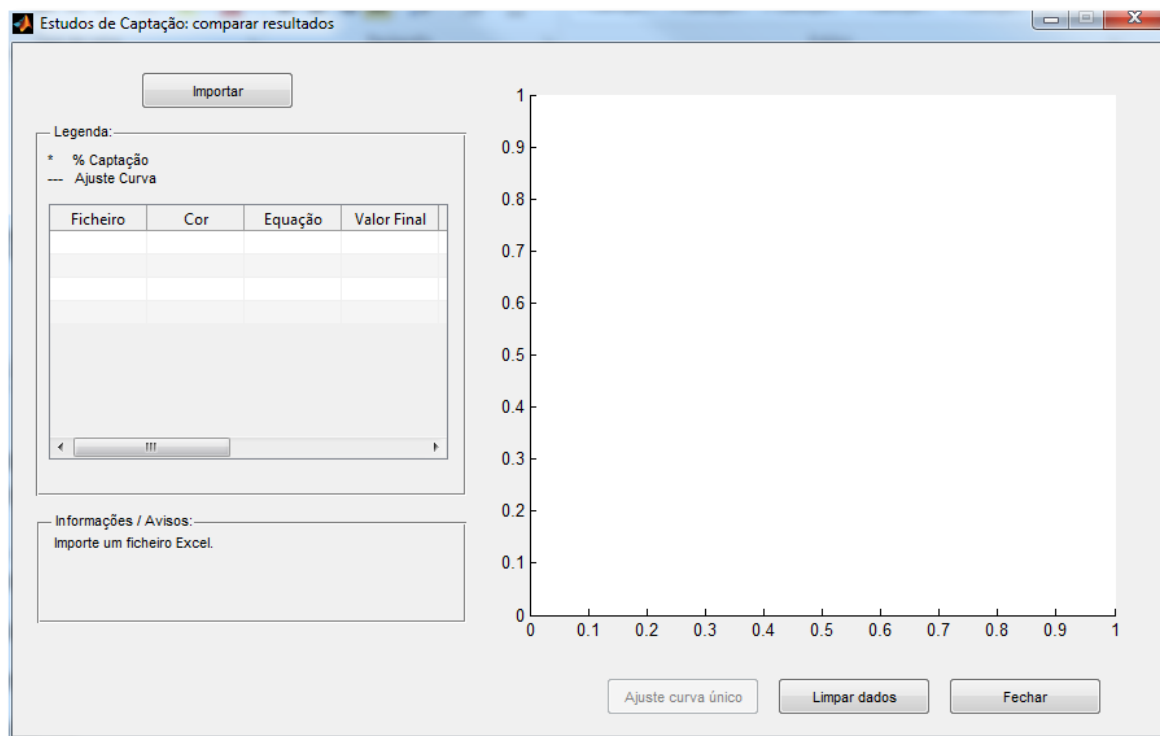 Estudos de Captação: comparar resultados
Importar
Legenda:
* % Captação
--- Ajuste Curva
Ficheiro Cor Equação Valor Final
Informações / Avisos:
Importe um ficheiro Excel.
1
0.9
0.8
0.7
0.6
0.5
0.4
0.3
0.2
0.1
0
0 0.1 0.2 0.3 0.4 0.5 0.6 0.7 0.8 0.9 1
Ajuste curva único Limpar dados Fechar